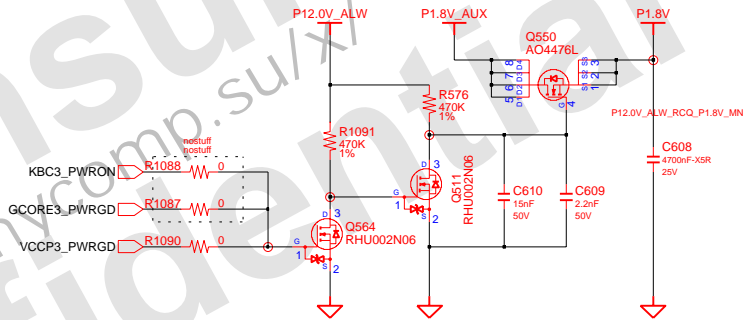 P12.0V_ALW
P1.8V_AUX
P1.8V
Q550
AO4476L
8 D4
7 D3
6 D2
5 D1
S3 3
S2 2
S1 1
G
4
R576
470K
1%
P12.0V_ALW_RCQ_P1.8V_MN
R1091
470K
1%
nostuff
nostuff
C608
4700nF-X5R
25V
KBC3_PWRON
R1088
0
GCORE3_PWRGD
R1087
0
VCCP3_PWRGD
R1090
0
D
3
G
1
S
2
Q511
RHU002N06
C610
15nF
50V
C609
2.2nF
50V
D
3
G
1
S
2
Q564
RHU002N06
nycomp.su/x/